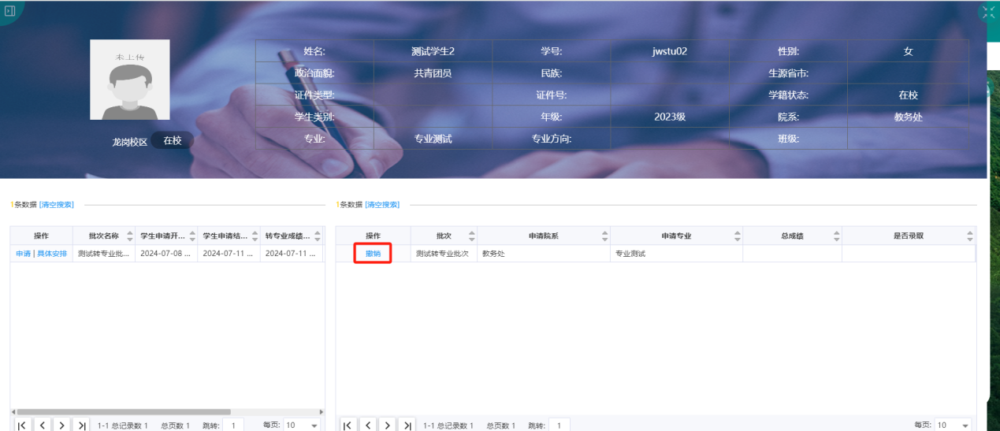 未上传
龙岗校区 在校
姓名: 测试学生2 学号: jwstu02 性别: 女
政治面貌: 共青团员 民族: 生源省市:
证件类型: 证件号: 学籍状态: 在校
学生类别: 年级: 2023级 院系: 教务处
专业: 专业测试 专业方向: 班级:
1条数据 [清空搜索]
操作 批次名称 学生申请开... 学生申请结... 转专业成绩...
申请 | 具体安排 测试转专业批... 2024-07-08 ... 2024-07-11 ... 2024-07-11 ...
1-1 总记录数 1 总页数 1 跳转: 1 每页: 10
1条数据 [清空搜索]
操作 批次 申请院系 申请专业 总成绩 是否录取
撤销 测试转专业批次 教务处 专业测试
1-1 总记录数 1 总页数 1 跳转: 1 每页: 10